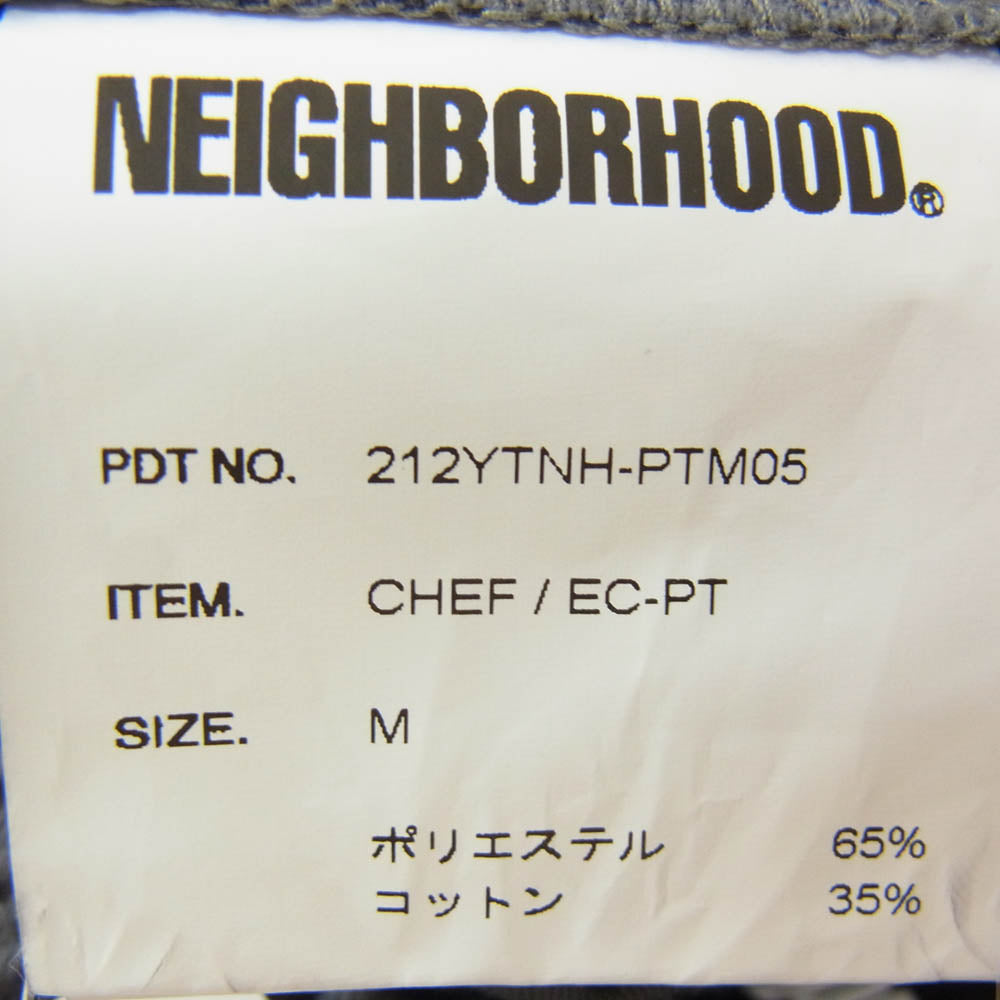 NEIGHBORHOOD®
PDT NO. 212YTNH-PTM05
ITEM. CHEF / EC-PT
SIZE. M
ポリエステル 65%
コットン 35%